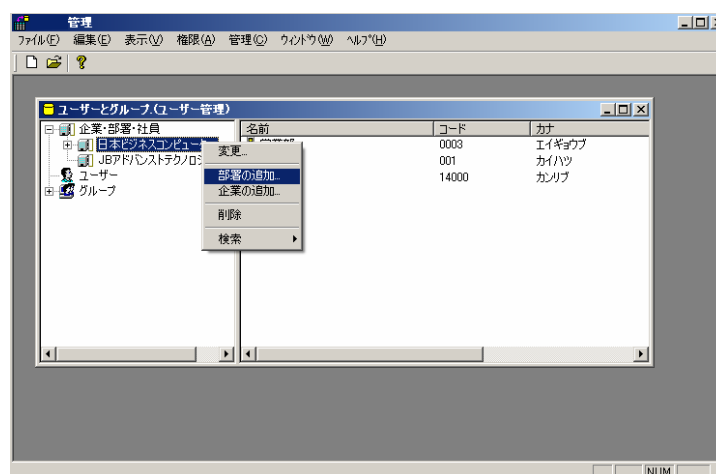 管理
ファイル(F) 編集(E) 表示(V) 権限(A) 管理(C) ウィンドウ(W) ヘルプ(H)
ユーザーとグループ.(ユーザー管理)
企業・部署・社員
日本ビジネスコンピュー
JBアドバンストテクノロジ
ユーザー
グループ
名前 コード カナ
0003 エイギョウブ
001 カイハツ
14000 カンリブ
変更...
部署の追加...
企業の追加...
削除
検索
NUM